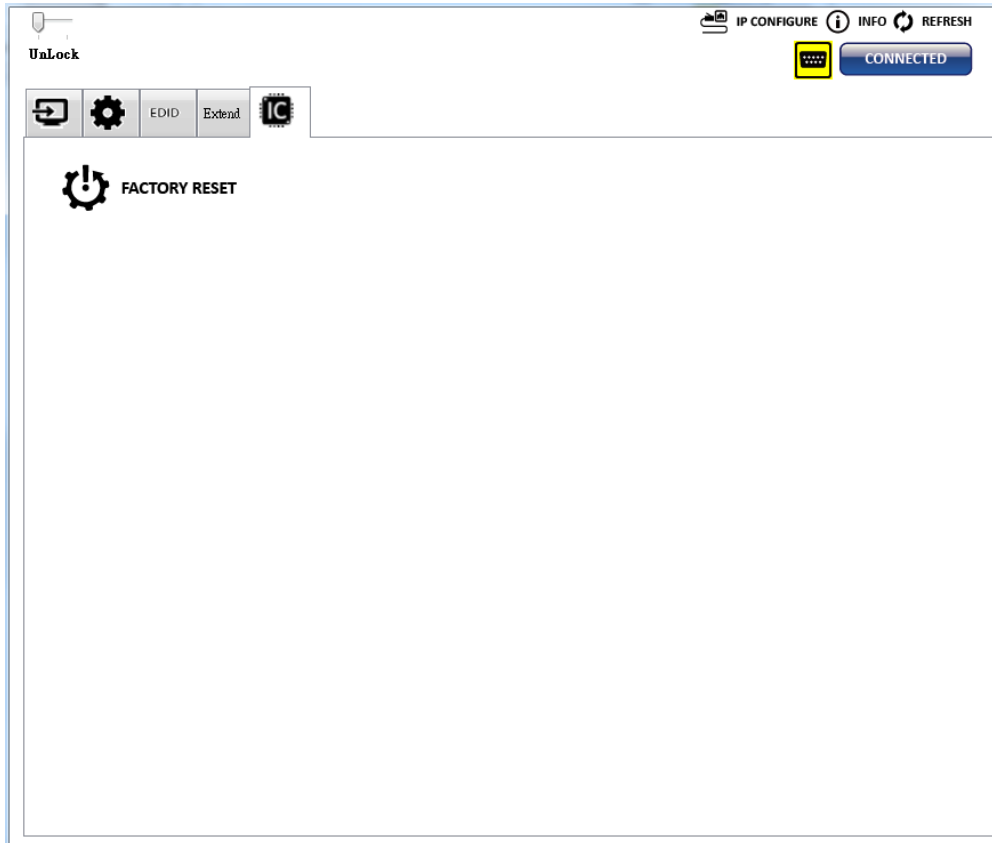 IP CONFIGURE INFO REFRESH
UnLock
CONNECTED
EDID Extend IC
FACTORY RESET